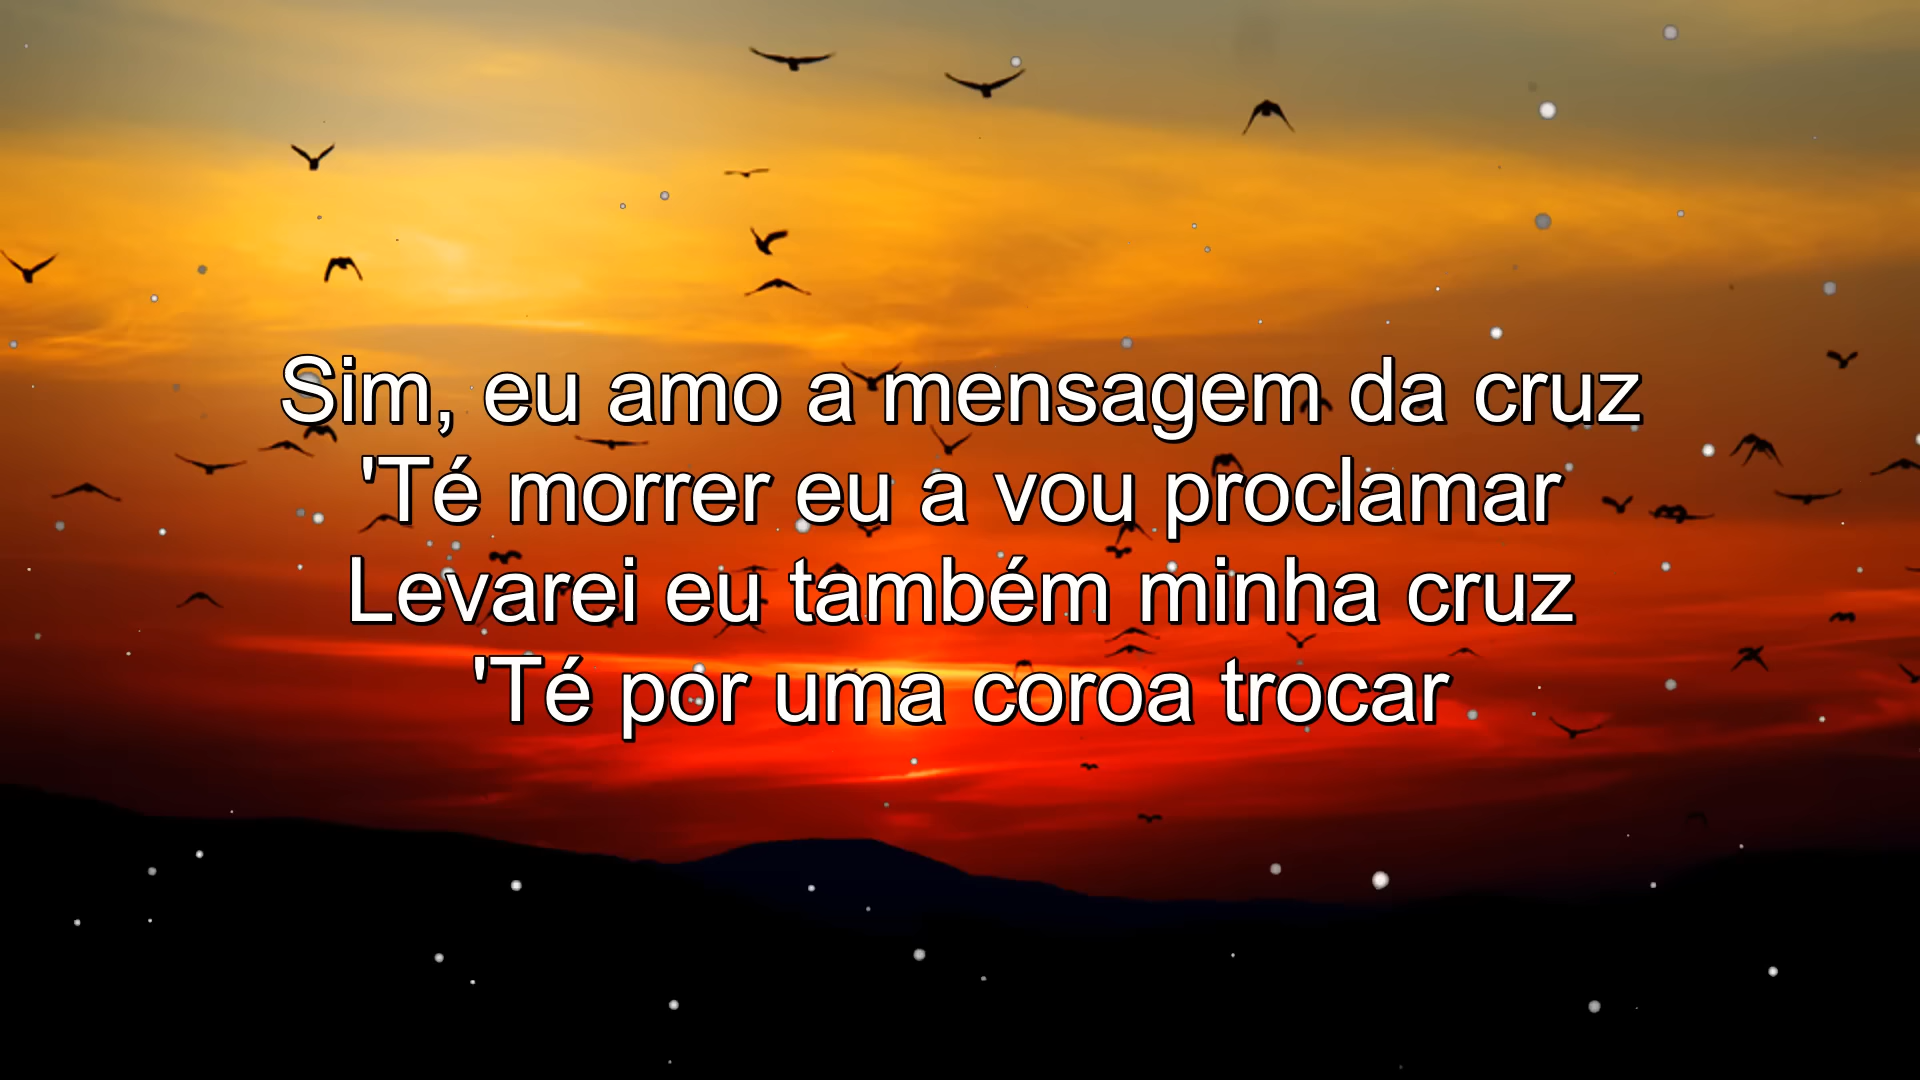 Sim, eu amo a mensagem da cruz
'Té morrer eu a vou proclamar
Levarei eu também minha cruz
'Té por uma coroa trocar